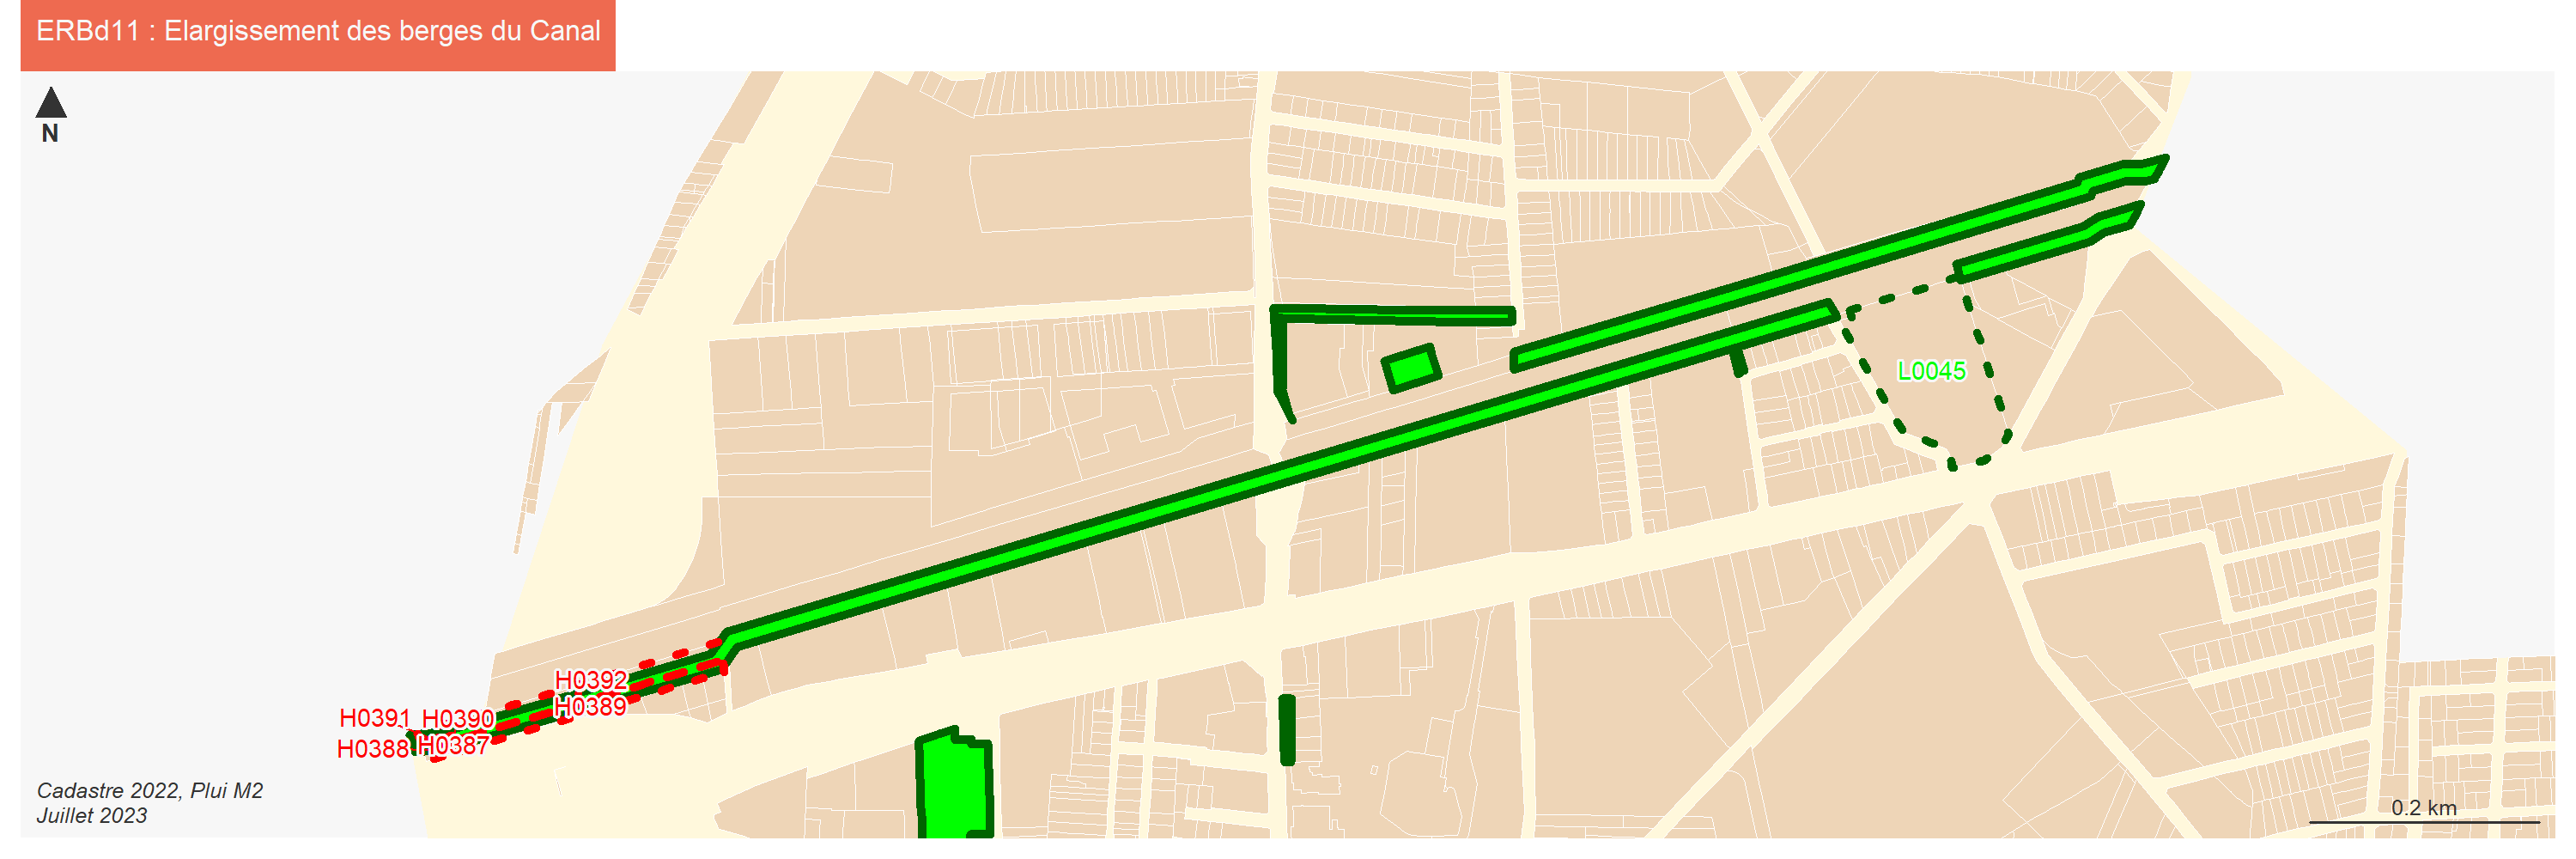 ERBd11 : Elargissement des berges du Canal
N
L0045
H0392
H0389
H0391 H0390
H0388 H0387
Cadastre 2022, Plui M2
Juillet 2023
0.2 km